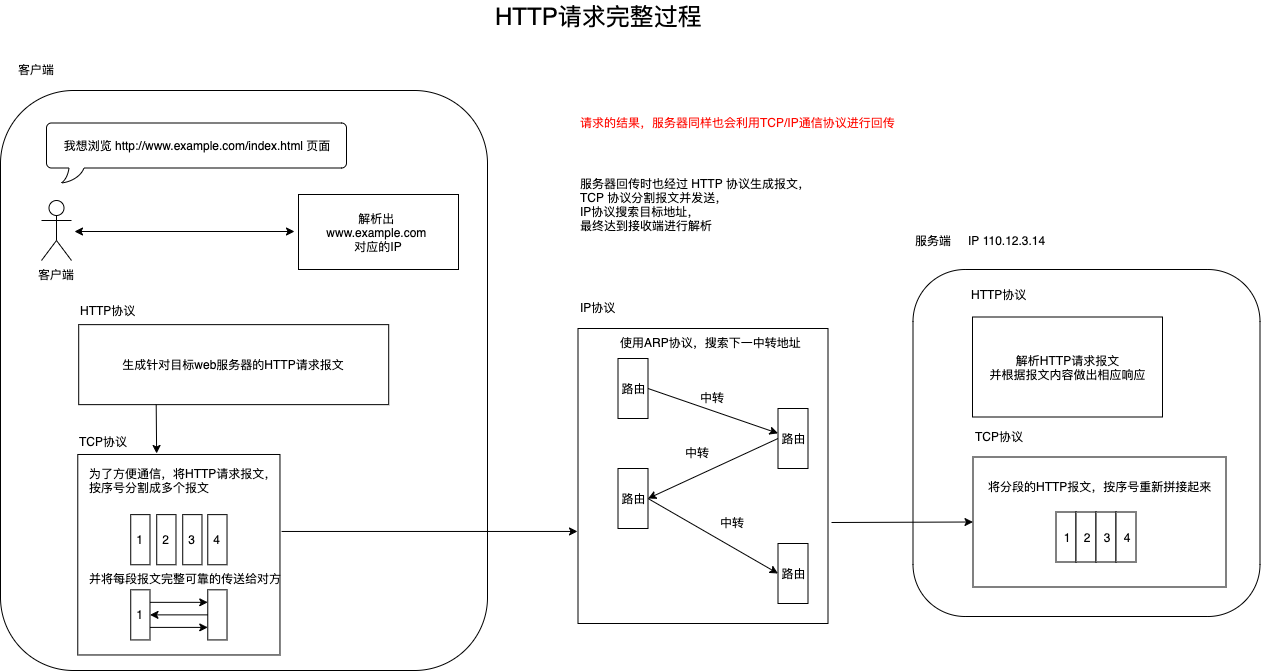 HTTP请求完整过程
客户端
我想浏览 http://www.example.com/index.html 页面
客户端
解析出
www.example.com
对应的IP
HTTP协议
生成针对目标web服务器的HTTP请求报文
TCP协议
为了方便通信，将HTTP请求报文，
按序号分割成多个报文
1 2 3 4
并将每段报文完整可靠的传送给对方
1
请求的结果，服务器同样也会利用TCP/IP通信协议进行回传
服务器回传时也经过 HTTP 协议生成报文，
TCP 协议分割报文并发送，
IP协议搜索目标地址，
最终达到接收端进行解析
IP协议
使用ARP协议，搜索下一中转地址
路由
中转
路由
中转
路由
中转
路由
服务端 IP 110.12.3.14
HTTP协议
解析HTTP请求报文
并根据报文内容做出相应响应
TCP协议
将分段的HTTP报文，按序号重新拼接起来
1 2 3 4